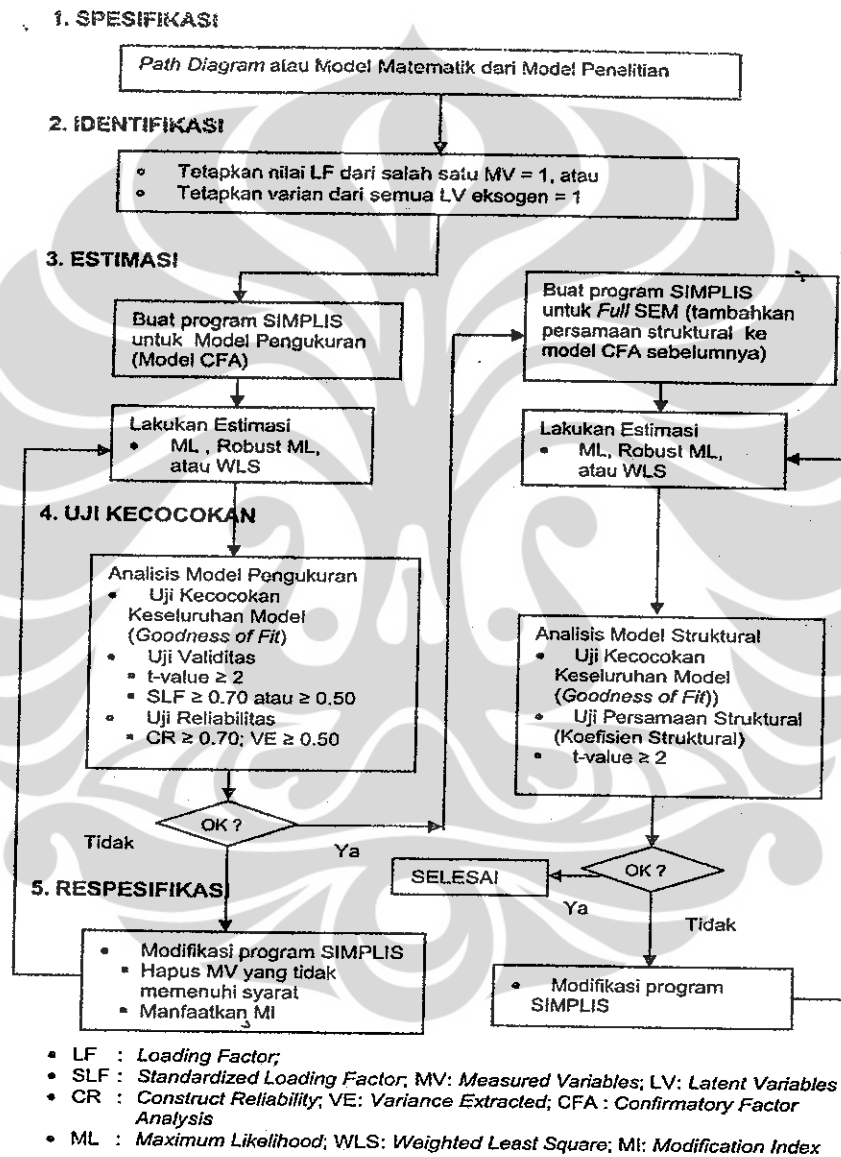 1. SPESIFIKASI
Path Diagram atau Model Matematik dari Model Penelitian
2. IDENTIFIKASI
Tetapkan nilai LF dari salah satu MV = 1, atau
Tetapkan varian dari semua LV eksogen = 1
3. ESTIMASI
Buat program SIMPLIS
untuk Model Pengukuran
(Model CFA)
Lakukan Estimasi
• ML , Robust ML,
atau WLS
4. UJI KECOCOKAN
Analisis Model Pengukuran
• Uji Kecocokan
Keseluruhan Model
(Goodness of Fit)
• Uji Validitas
▪ t-value ≥ 2
▪ SLF ≥ 0.70 atau ≥ 0.50
• Uji Reliabilitas
▪ CR ≥ 0.70; VE ≥ 0.50
OK ?
Tidak
Ya
5. RESPESIFIKASI
• Modifikasi program SIMPLIS
▪ Hapus MV yang tidak
memenuhi syarat
▪ Manfaatkan MI
Buat program SIMPLIS
untuk Full SEM (tambahkan
persamaan struktural ke
model CFA sebelumnya)
Lakukan Estimasi
• ML, Robust ML,
atau WLS
Analisis Model Struktural
• Uji Kecocokan
Keseluruhan Model
(Goodness of Fit))
• Uji Persamaan Struktural
(Koefisien Struktural)
▪ t-value ≥ 2
OK ?
SELESAI
Ya
Tidak
• Modifikasi program
SIMPLIS
• LF : Loading Factor;
• SLF : Standardized Loading Factor; MV: Measured Variables; LV: Latent Variables
• CR : Construct Reliability; VE: Variance Extracted; CFA : Confirmatory Factor
Analysis
• ML : Maximum Likelihood; WLS: Weighted Least Square; MI: Modification Index